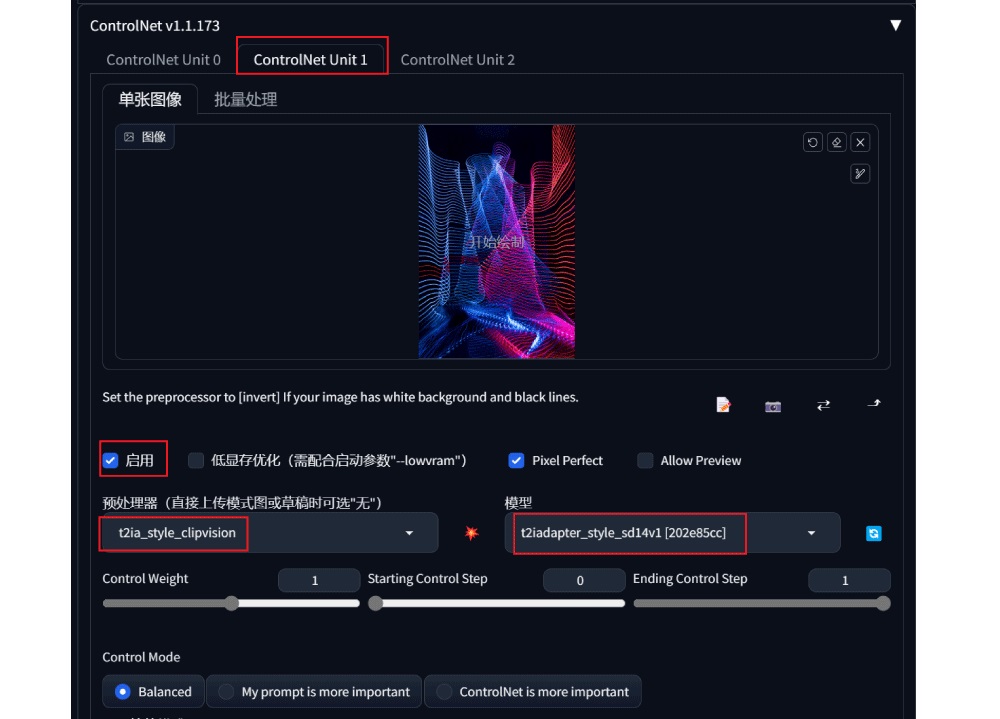 ControlNet v1.1.173
ControlNet Unit 0 ControlNet Unit 1 ControlNet Unit 2
单张图像 批量处理
图像
开始绘制
Set the preprocessor to [invert] If your image has white background and black lines.
启用 低显存优化（需配合启动参数"--lowvram"） Pixel Perfect Allow Preview
预处理器（直接上传模式图或草稿时可选"无"） 模型
t2ia_style_clipvision t2iadapter_style_sd14v1 [202e85cc]
Control Weight 1 Starting Control Step 0 Ending Control Step 1
Control Mode
Balanced My prompt is more important ControlNet is more important